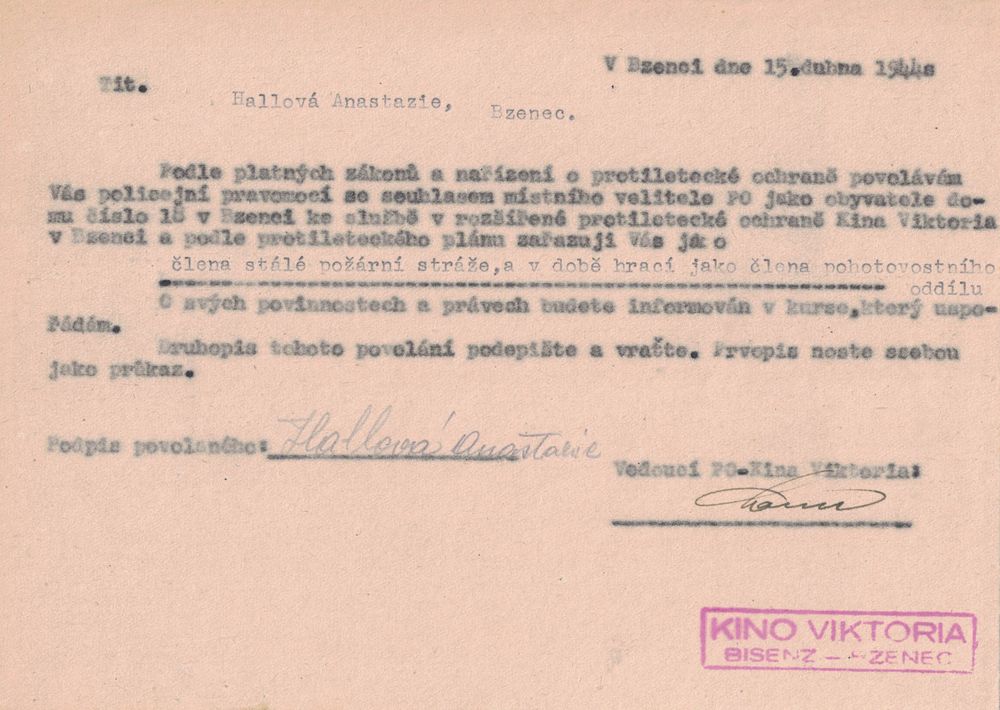 V Bzenci dne 15.dubna 1944s
Tit.
Hallová Anastazie, Bzenec.
Podle platných zákonů a nařízení o protiletecké ochraně povolávám
Vás policejní pravomocí se souhlasem místního velitele PO jako obyvatele do-
mu číslo 18 v Bzenci ke službě v rozšířené protiletecké ochraně Kina Viktoria
v Bzenci a podle protileteckého plánu zařazuji Vás jako
člena stálé požární stráže,a v době hrací jako člena pohotovostního
oddílu
O svých povinnostech a právech budete informován v kurse,který uspo-
řádám.
Druhopis tohoto povolání podepište a vraťte. Prvopis noste ssebou
jako průkaz.
Podpis povolaného: Hallová Anastazie
Vedoucí PO-Kina Viktoria:
KINO VIKTORIA
BISENZ – BZENEC